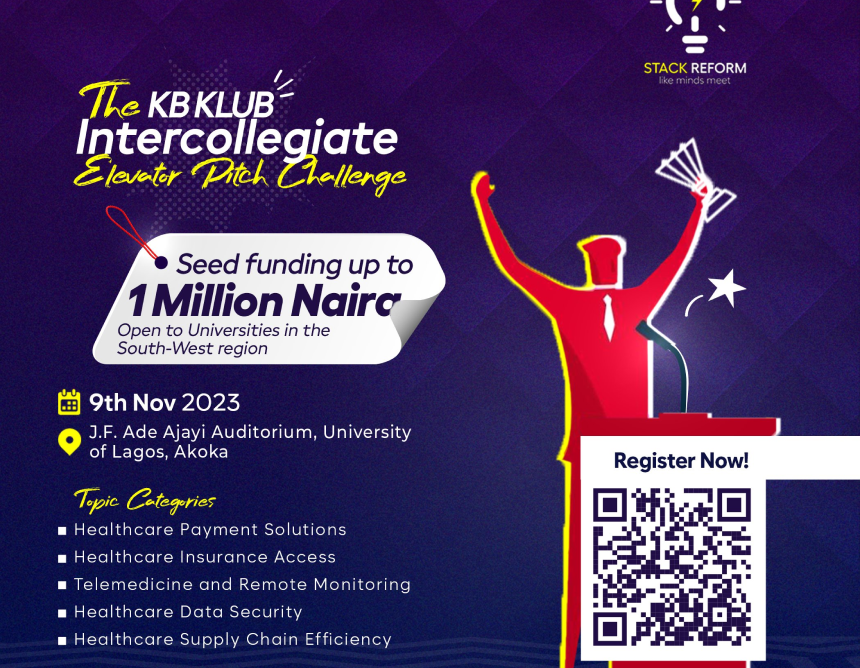 STACK REFORM
like minds meet
The KB KLUB
Intercollegiate
Elevator Pitch Challenge
Seed funding up to
1 Million Naira
Open to Universities in the
South-West region
9th Nov 2023
J.F. Ade Ajayi Auditorium, University
of Lagos, Akoka
Topic Categories
Healthcare Payment Solutions
Healthcare Insurance Access
Telemedicine and Remote Monitoring
Healthcare Data Security
Healthcare Supply Chain Efficiency
Register Now!